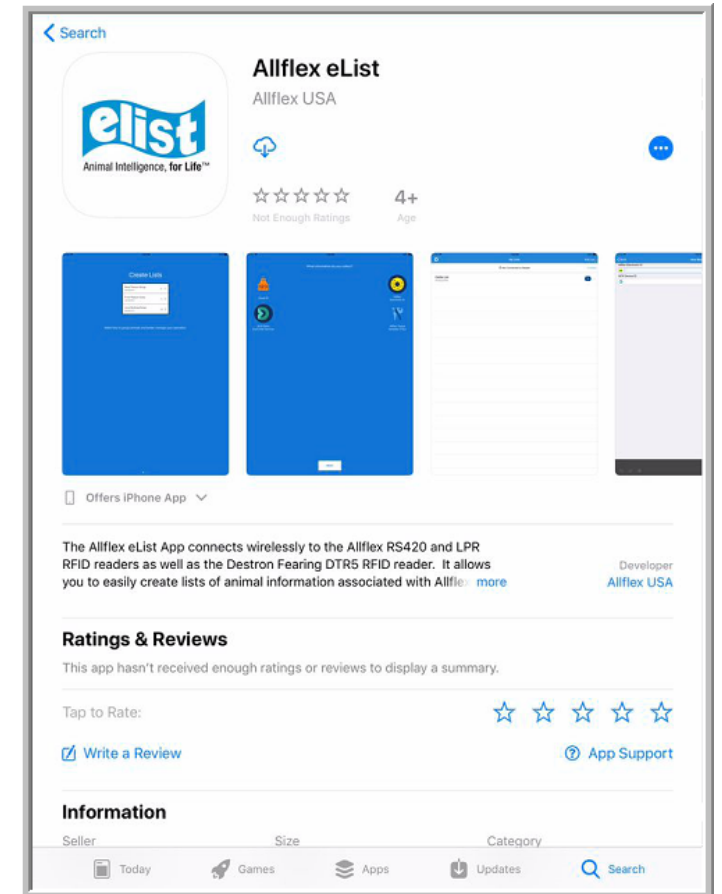 Search
Allflex eList
Allflex USA
elist
Animal Intelligence, for Life™
Not Enough Ratings
4+
Age
Create Lists
Offers iPhone App
The Allflex eList App connects wirelessly to the Allflex RS420 and LPR
RFID readers as well as the Destron Fearing DTR5 RFID reader. It allows
you to easily create lists of animal information associated with Allfle more
Developer
Allflex USA
Ratings & Reviews
This app hasn't received enough ratings or reviews to display a summary.
Tap to Rate:
Write a Review
App Support
Information
Seller
Size
Category
Today
Games
Apps
Updates
Search